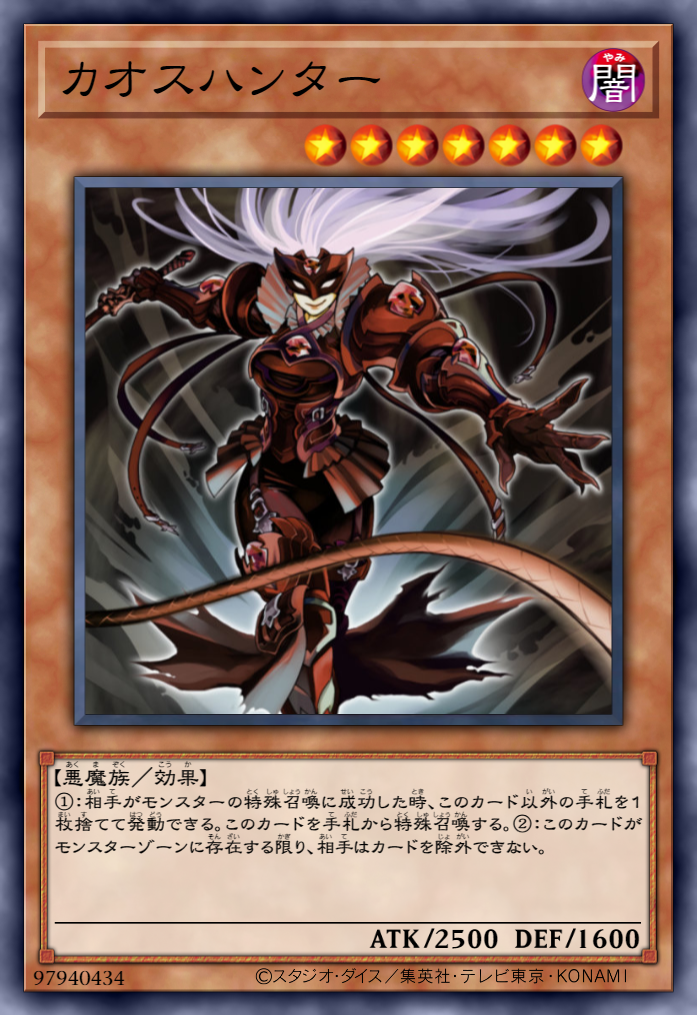 カオスハンター
やみ
闇
【悪魔族／効果】
①：相手がモンスターの特殊召喚に成功した時、このカード以外の手札を１
枚捨てて発動できる。このカードを手札から特殊召喚する。②：このカードが
モンスターゾーンに存在する限り、相手はカードを除外できない。
ATK/2500 DEF/1600
97940434
©スタジオ・ダイス／集英社・テレビ東京・KONAMI